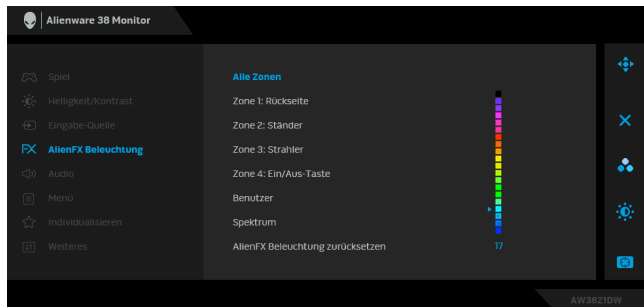 Alienware 38 Monitor
Spiel
Helligkeit/Kontrast
Eingabe-Quelle
FX AlienFX Beleuchtung
Audio
Menü
Individualisieren
Weiteres
Alle Zonen
Zone 1: Rückseite
Zone 2: Ständer
Zone 3: Strahler
Zone 4: Ein/Aus-Taste
Benutzer
Spektrum
AlienFX Beleuchtung zurücksetzen
17
AW3821DW